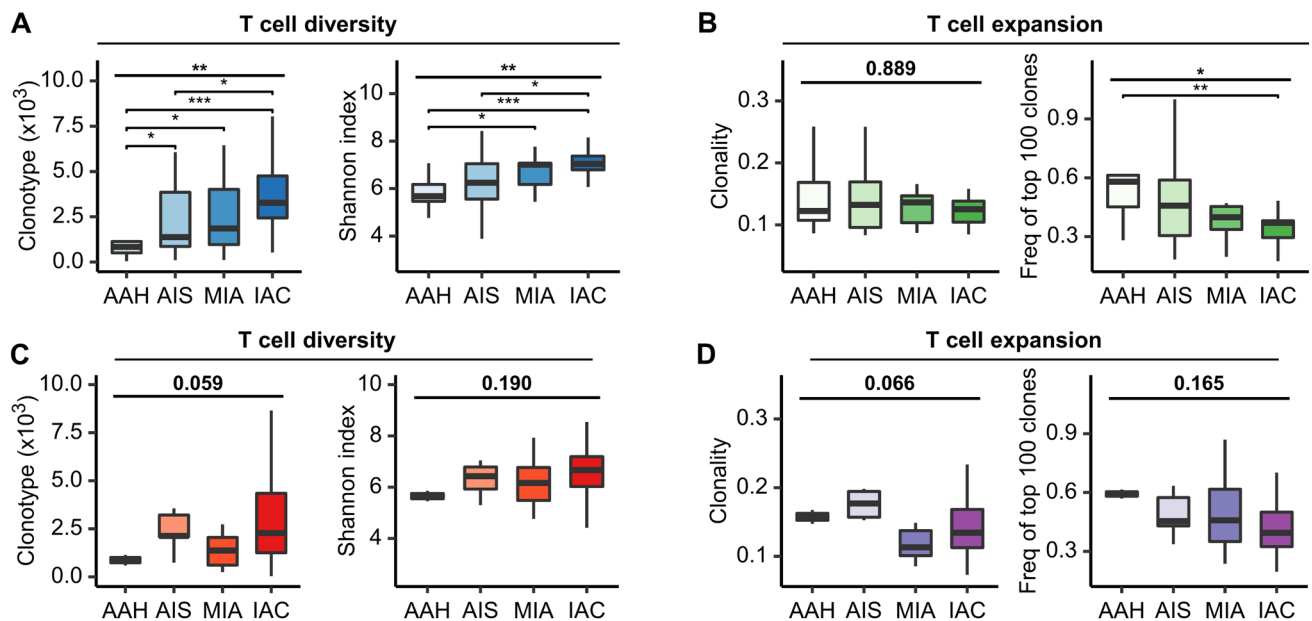 A
T cell diversity
Clonotype (x10³)
10.0
7.5
5.0
2.5
0.0
**
*
***
*
*
AAH AIS MIA IAC
Shannon index
10
8
6
4
**
*
***
*
AAH AIS MIA IAC
B
T cell expansion
Clonality
0.3
0.2
0.1
0.889
AAH AIS MIA IAC
Freq of top 100 clones
0.9
0.6
0.3
*
**
AAH AIS MIA IAC
C
T cell diversity
Clonotype (x10³)
10.0
7.5
5.0
2.5
0.0
0.059
AAH AIS MIA IAC
Shannon index
10
8
6
4
0.190
AAH AIS MIA IAC
D
T cell expansion
Clonality
0.3
0.2
0.1
0.066
AAH AIS MIA IAC
Freq of top 100 clones
0.9
0.6
0.3
0.165
AAH AIS MIA IAC